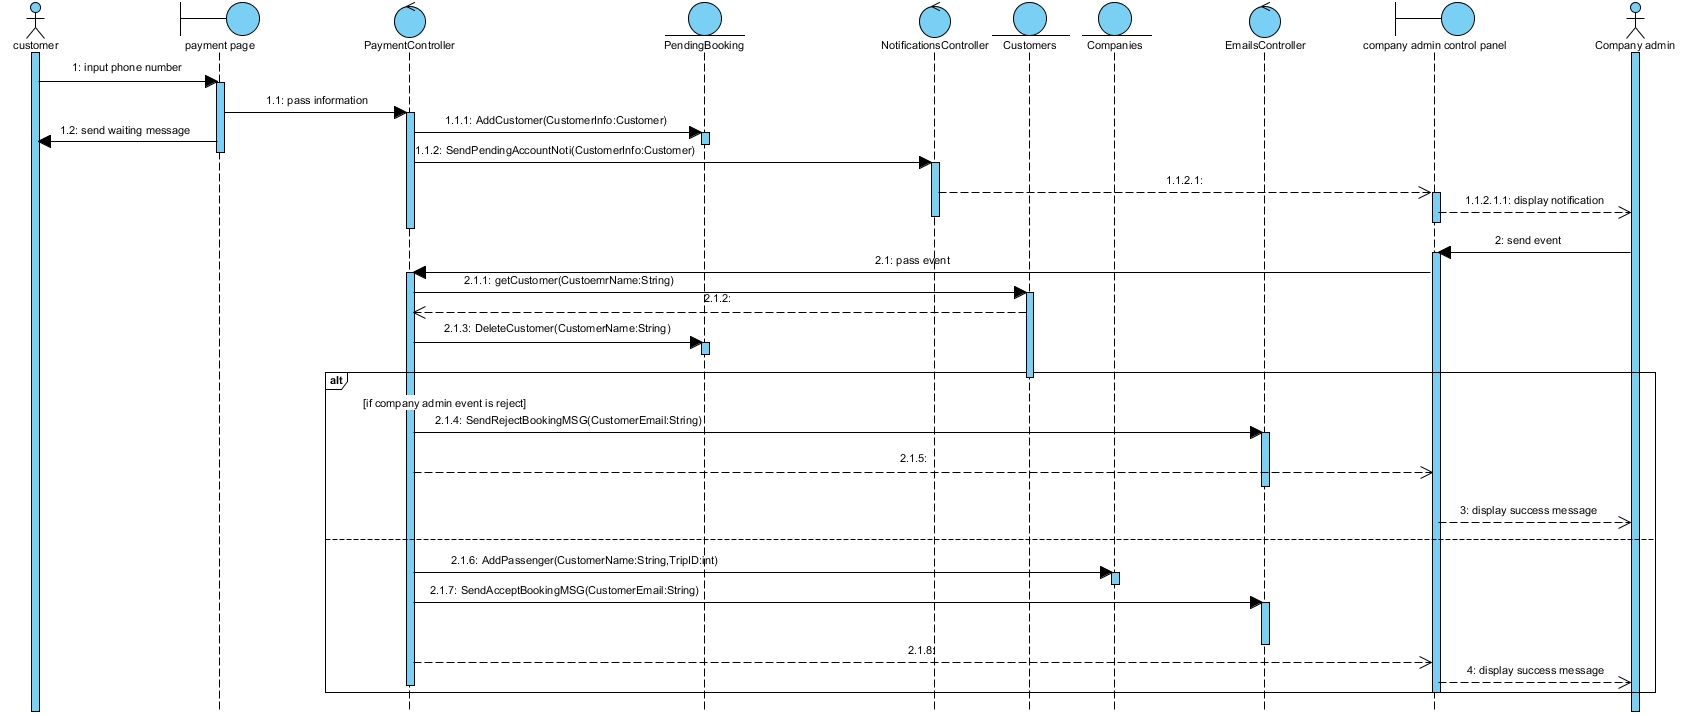 customer
payment page
PaymentController
PendingBooking
NotificationsController
Customers
Companies
EmailsController
company admin control panel
Company admin
1: input phone number
1.1: pass information
1.1.1: AddCustomer(CustomerInfo:Customer)
1.2: send waiting message
1.1.2: SendPendingAccountNoti(CustomerInfo:Customer)
1.1.2.1:
1.1.2.1.1: display notification
2: send event
2.1: pass event
2.1.1: getCustomer(CustoemrName:String)
2.1.2:
2.1.3: DeleteCustomer(CustomerName:String)
alt
[if company admin event is reject]
2.1.4: SendRejectBookingMSG(CustomerEmail:String)
2.1.5:
3: display success message
2.1.6: AddPassenger(CustomerName:String,TripID:int)
2.1.7: SendAcceptBookingMSG(CustomerEmail:String)
2.1.8:
4: display success message